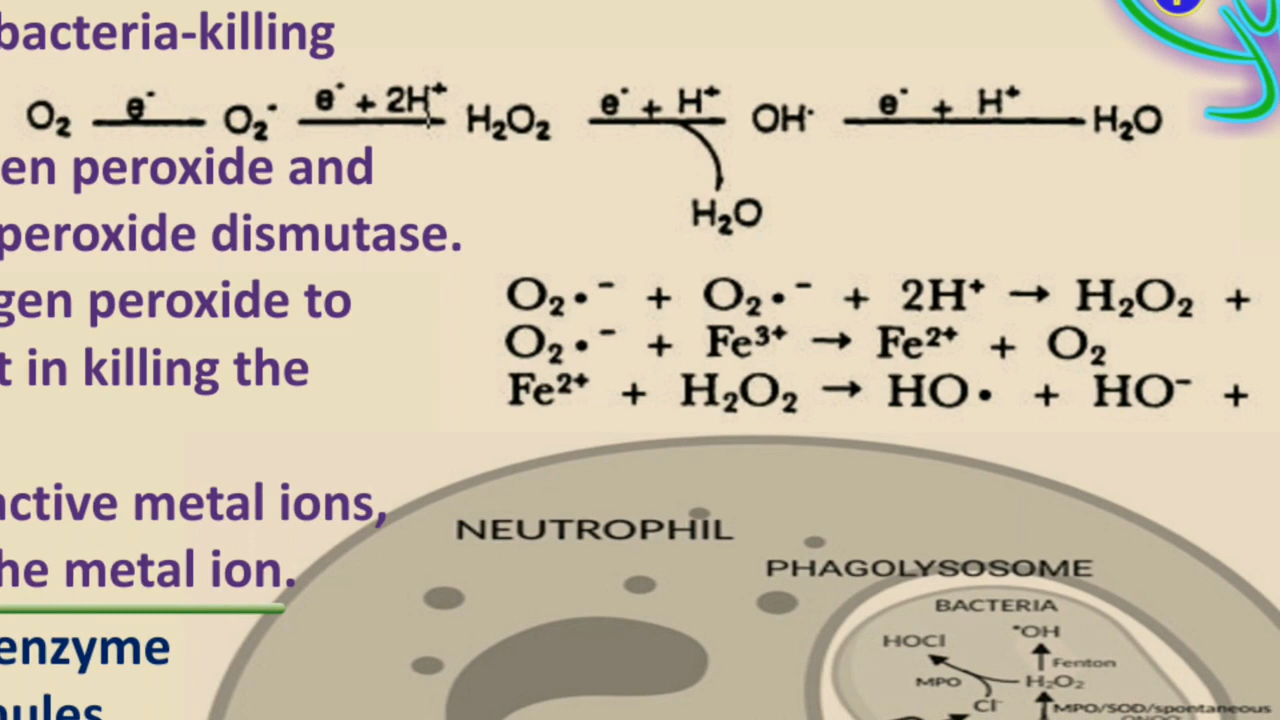 bacteria-killing
O₂ e⁻ O₂⁻ e⁻ + 2H⁺ H₂O₂ e⁻ + H⁺ OH· e⁻ + H⁺ H₂O
H₂O
en peroxide and
peroxide dismutase.
gen peroxide to
t in killing the
active metal ions,
he metal ion.
enzyme
O₂•⁻ + O₂•⁻ + 2H⁺ → H₂O₂ +
O₂•⁻ + Fe³⁺ → Fe²⁺ + O₂
Fe²⁺ + H₂O₂ → HO• + HO⁻ +
NEUTROPHIL
PHAGOLYSOSOME
BACTERIA
HOCl •OH
Fenton
MPO H₂O₂
Cl⁻ MPO/SOD/spontaneous